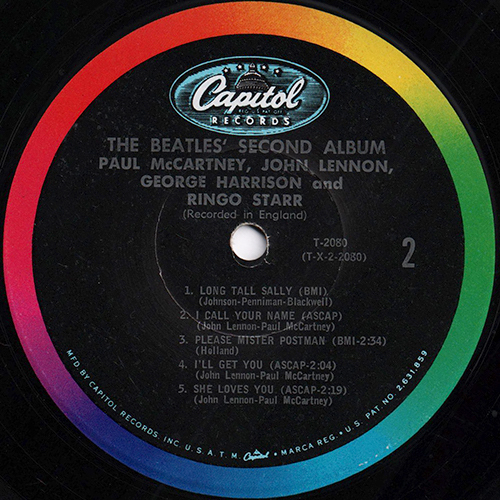 Capitol
RECORDS
THE BEATLES' SECOND ALBUM
PAUL McCARTNEY, JOHN LENNON,
GEORGE HARRISON and
RINGO STARR
(Recorded in England)
T-2080
(T-X-2-2080)
2
1. LONG TALL SALLY (BMI)
(Johnson-Penniman-Blackwell)
2. I CALL YOUR NAME (ASCAP)
(John Lennon-Paul McCartney)
3. PLEASE MISTER POSTMAN (BMI-2:34)
(Holland)
4. I'LL GET YOU (ASCAP-2:04)
(John Lennon-Paul McCartney)
5. SHE LOVES YOU (ASCAP-2:19)
(John Lennon-Paul McCartney)
MFD. BY CAPITOL RECORDS, INC. U.S.A. T.M. Capitol MARCA REG. • U.S. PAT. NO. 2,631,859